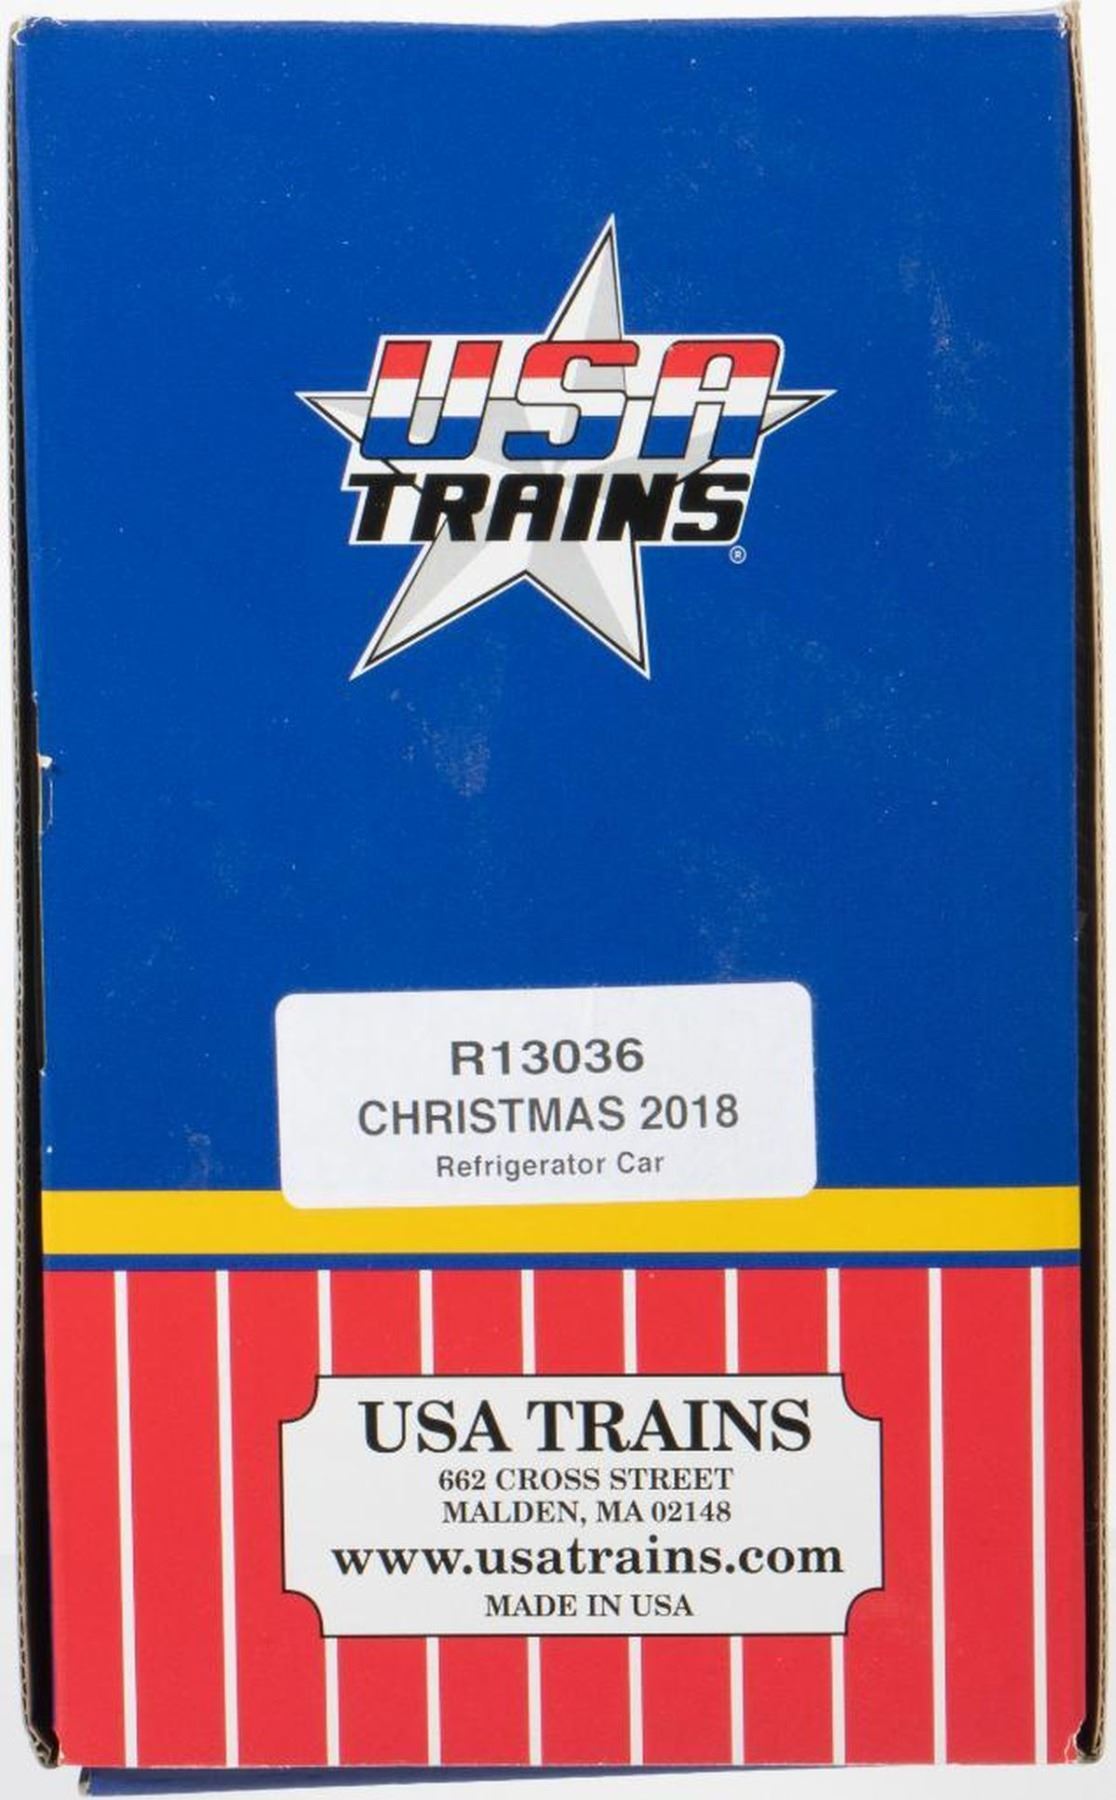 USA
TRAINS
®
R13036
CHRISTMAS 2018
Refrigerator Car
USA TRAINS
662 CROSS STREET
MALDEN, MA 02148
www.usatrains.com
MADE IN USA